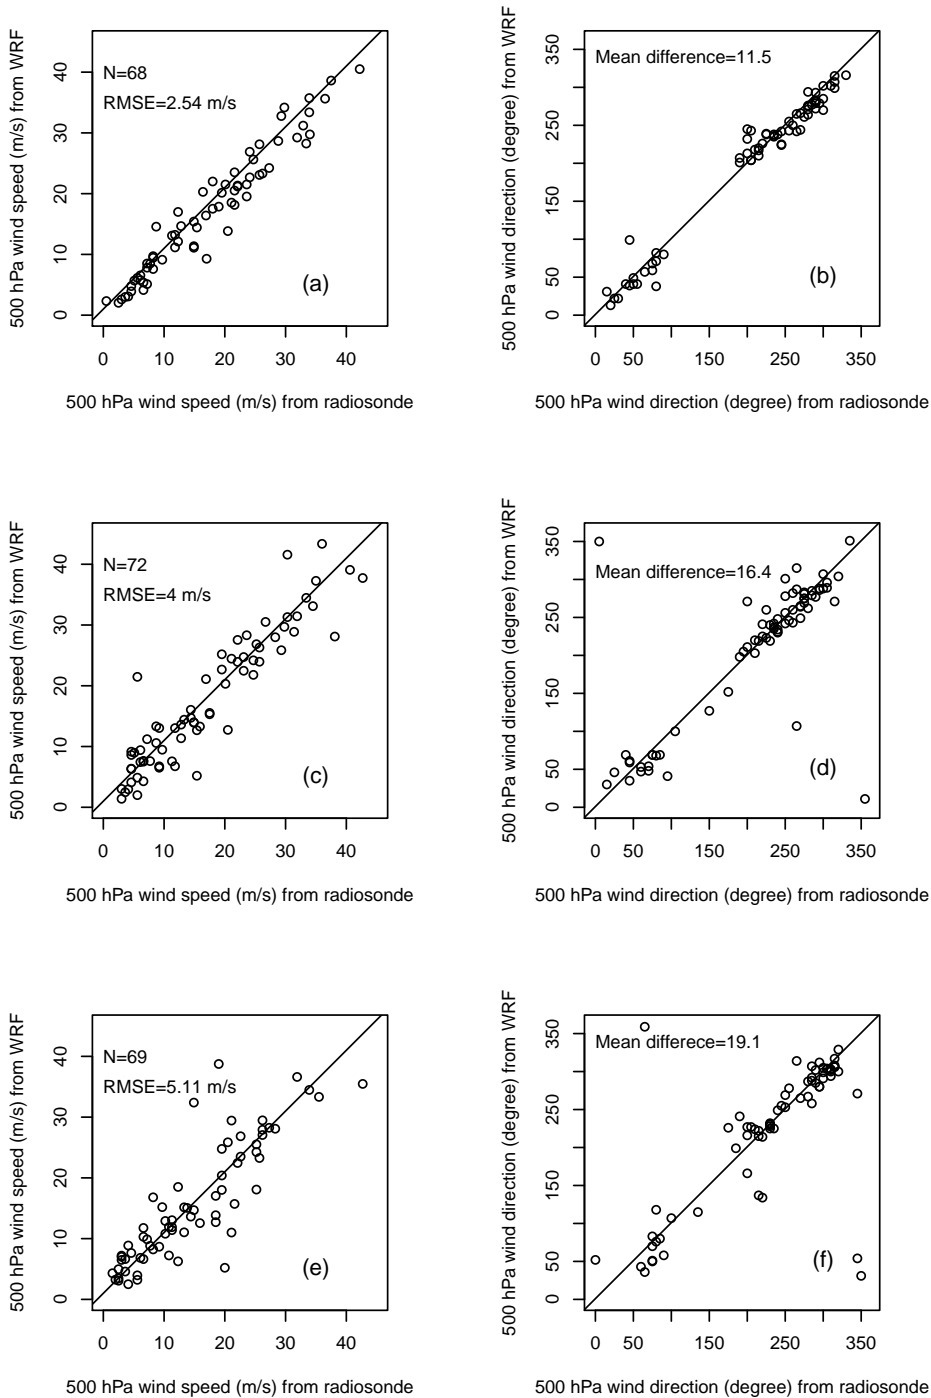 500 hPa wind speed (m/s) from WRF
40
30
20
10
0
N=68
RMSE=2.54 m/s
(a)
0 10 20 30 40
500 hPa wind speed (m/s) from radiosonde
500 hPa wind direction (degree) from WRF
350
250
150
50
0
Mean difference=11.5
(b)
0 50 150 250 350
500 hPa wind direction (degree) from radiosonde
500 hPa wind speed (m/s) from WRF
40
30
20
10
0
N=72
RMSE=4 m/s
(c)
0 10 20 30 40
500 hPa wind speed (m/s) from radiosonde
500 hPa wind direction (degree) from WRF
350
250
150
50
0
Mean difference=16.4
(d)
0 50 150 250 350
500 hPa wind direction (degree) from radiosonde
500 hPa wind speed (m/s) from WRF
40
30
20
10
0
N=69
RMSE=5.11 m/s
(e)
0 10 20 30 40
500 hPa wind speed (m/s) from radiosonde
500 hPa wind direction (degree) from WRF
350
250
150
50
0
Mean differece=19.1
(f)
0 50 150 250 350
500 hPa wind direction (degree) from radiosonde